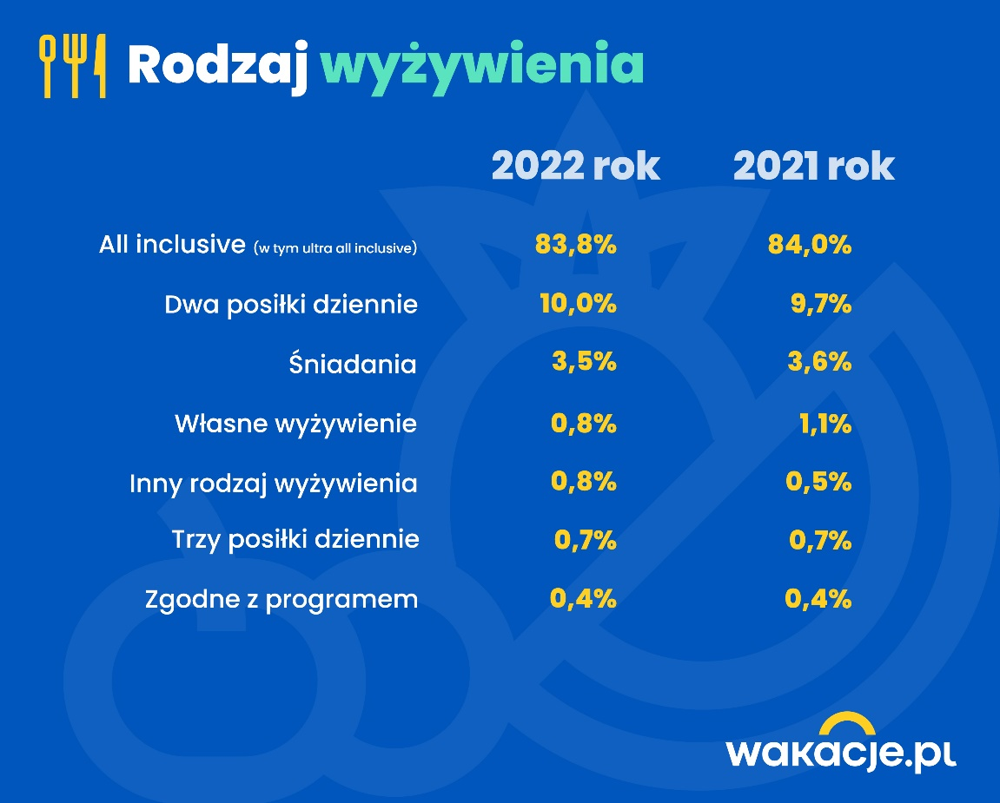 Rodzaj wyżywienia
2022 rok 2021 rok
All inclusive (w tym ultra all inclusive) 83,8% 84,0%
Dwa posiłki dziennie 10,0% 9,7%
Śniadania 3,5% 3,6%
Własne wyżywienie 0,8% 1,1%
Inny rodzaj wyżywienia 0,8% 0,5%
Trzy posiłki dziennie 0,7% 0,7%
Zgodne z programem 0,4% 0,4%
wakacje.pl